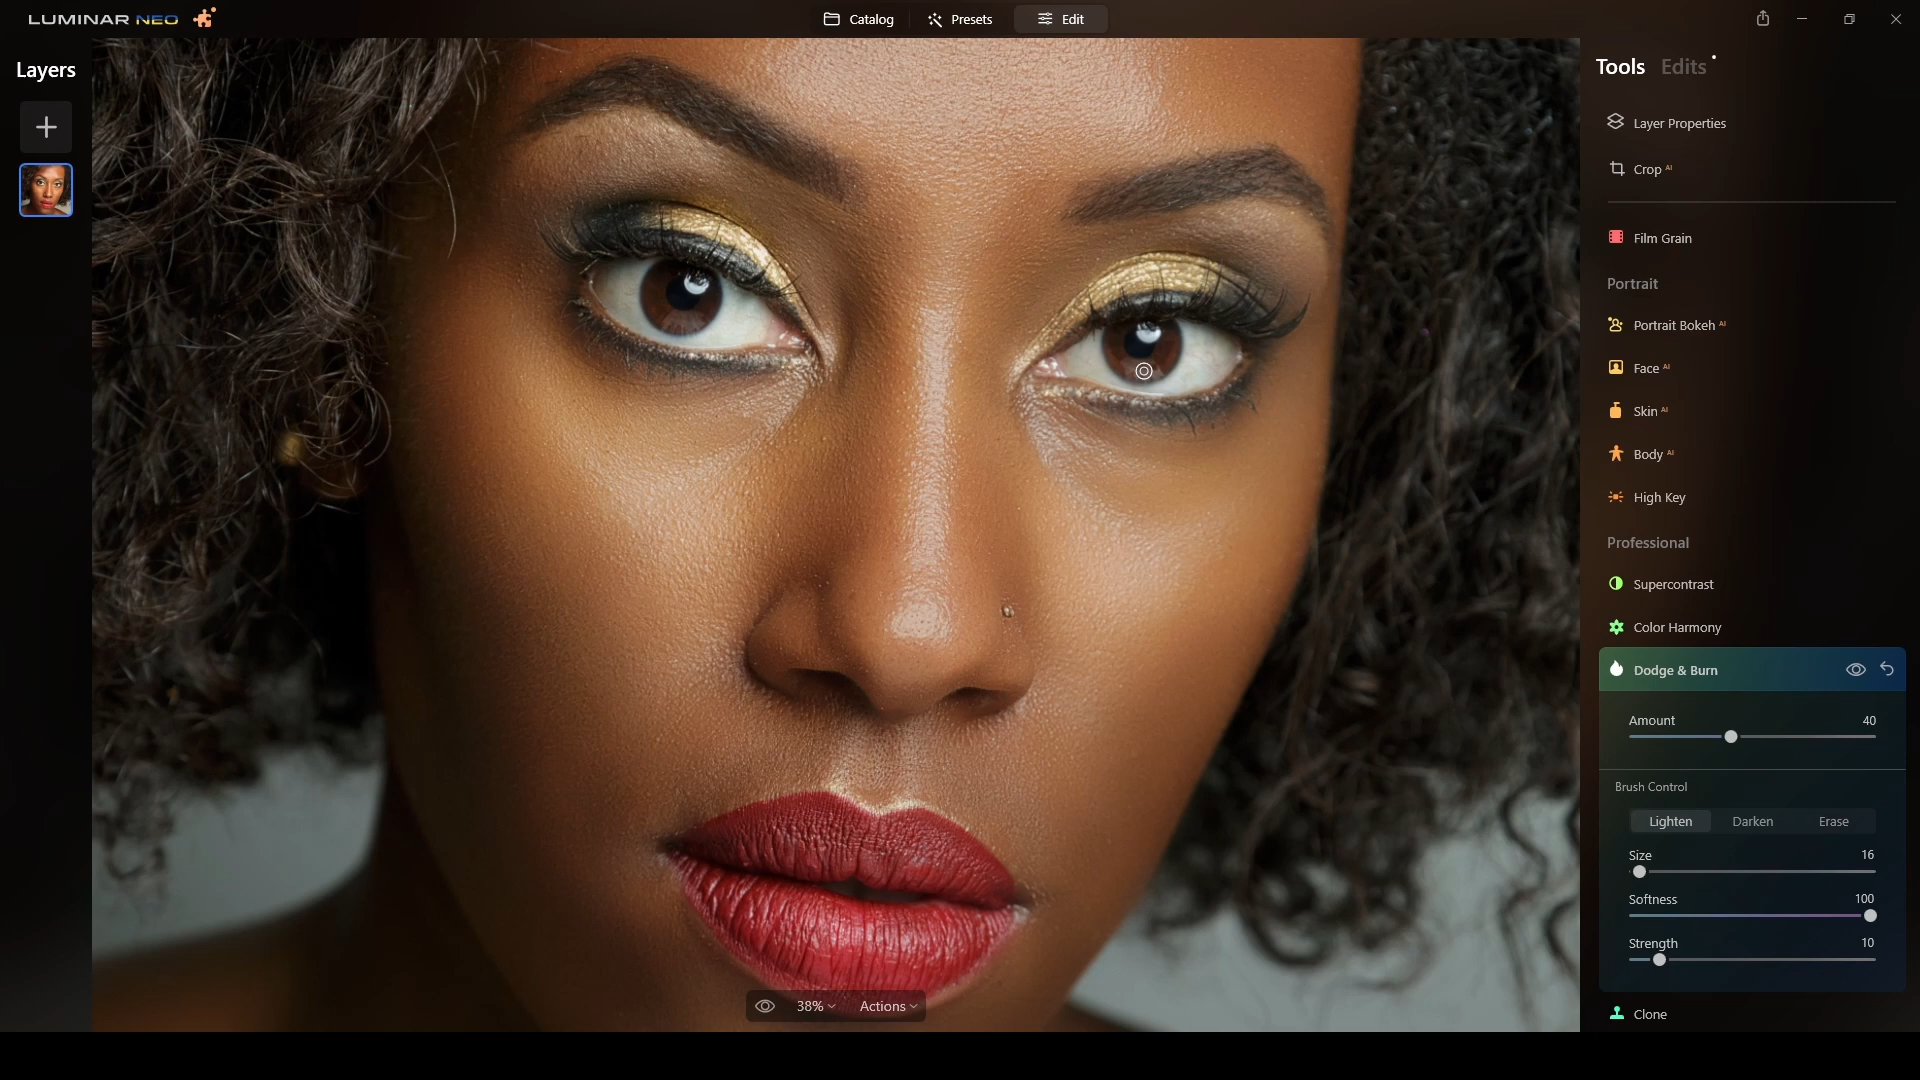 LUMINAR NEO
Catalog
Presets
Edit
Layers
Tools
Edits
Layer Properties
Crop AI
Film Grain
Portrait
Portrait Bokeh AI
Face AI
Skin AI
Body AI
High Key
Professional
Supercontrast
Color Harmony
Dodge & Burn
Amount 40
Brush Control
Lighten Darken Erase
Size 16
Softness 100
Strength 10
Clone
38% Actions